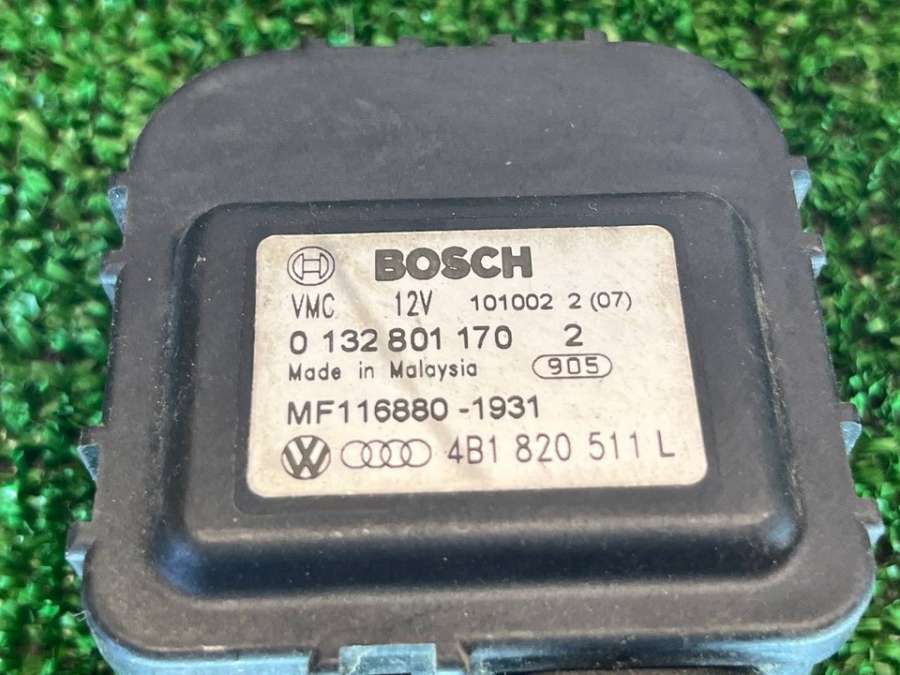 BOSCH
VMC 12V 101002 2 (07)
0 132 801 170 2
Made in Malaysia 905
MF116880 -1931
VW 4B1 820 511 L